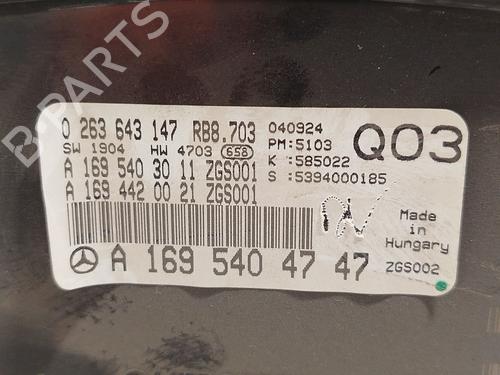 B-PARTS
0 263 643 147 RB8.703 040924 Q03
SW 1904 HW 4703 658 PM:5103
K :585022
A 169 540 30 11 ZGS001 S :5394000185
A 169 442 00 21 ZGS001
Made in Hungary
A 169 540 47 47 ZGS002